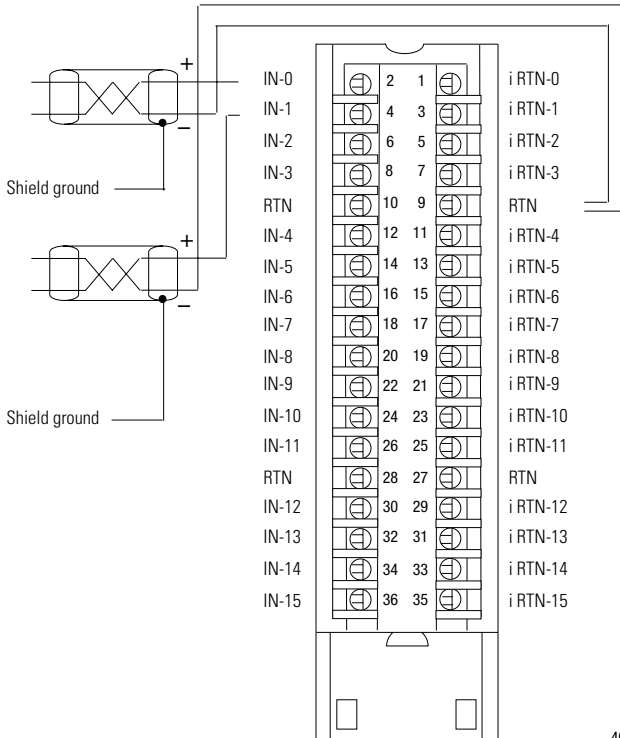 +
IN-0 2 1 i RTN-0
IN-1 4 3 i RTN-1
–
IN-2 6 5 i RTN-2
IN-3 8 7 i RTN-3
Shield ground
RTN 10 9 RTN
IN-4 12 11 i RTN-4
+
IN-5 14 13 i RTN-5
IN-6 16 15 i RTN-6
–
IN-7 18 17 i RTN-7
IN-8 20 19 i RTN-8
IN-9 22 21 i RTN-9
Shield ground
IN-10 24 23 i RTN-10
IN-11 26 25 i RTN-11
RTN 28 27 RTN
IN-12 30 29 i RTN-12
IN-13 32 31 i RTN-13
IN-14 34 33 i RTN-14
IN-15 36 35 i RTN-15